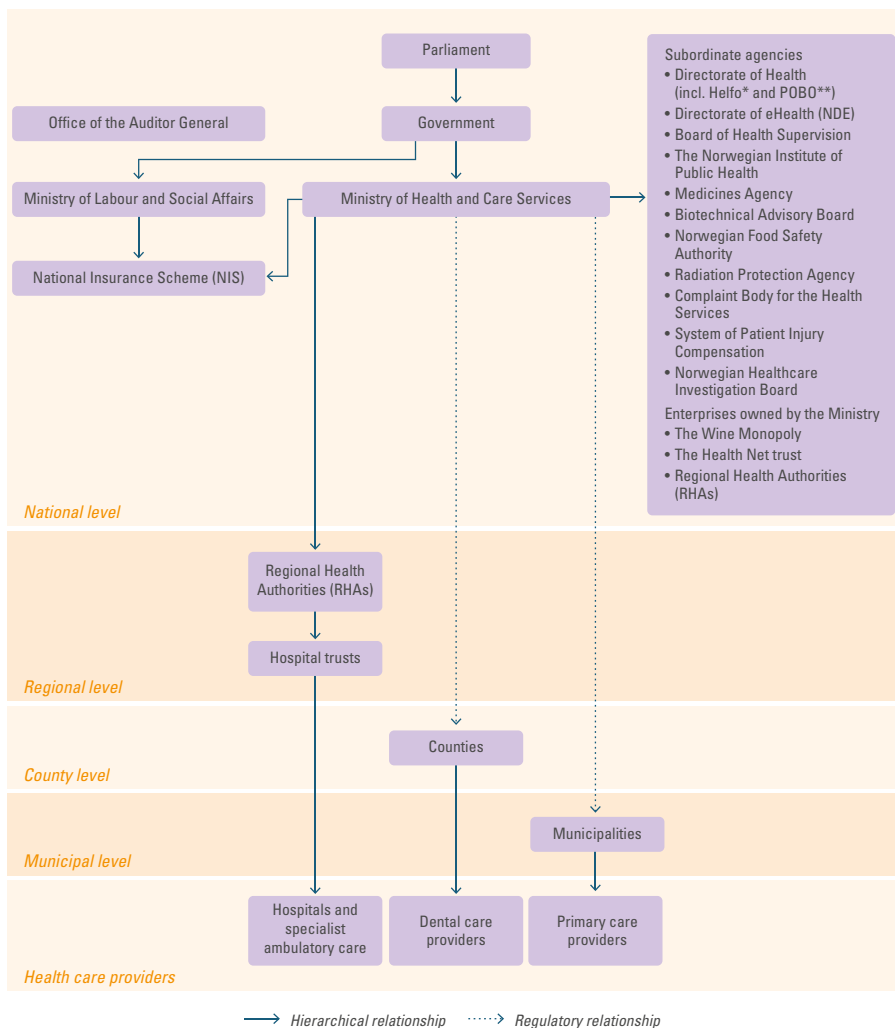 Parliament
Office of the Auditor General
Government
Ministry of Labour and Social Affairs
Ministry of Health and Care Services
National Insurance Scheme (NIS)
Subordinate agencies
• Directorate of Health
(incl. Helfo* and POBO**)
• Directorate of eHealth (NDE)
• Board of Health Supervision
• The Norwegian Institute of
Public Health
• Medicines Agency
• Biotechnical Advisory Board
• Norwegian Food Safety
Authority
• Radiation Protection Agency
• Complaint Body for the Health
Services
• System of Patient Injury
Compensation
• Norwegian Healthcare
Investigation Board
Enterprises owned by the Ministry
• The Wine Monopoly
• The Health Net trust
• Regional Health Authorities
(RHAs)
National level
Regional Health
Authorities (RHAs)
Hospital trusts
Regional level
Counties
County level
Municipalities
Municipal level
Hospitals and
specialist
ambulatory care
Dental care
providers
Primary care
providers
Health care providers
Hierarchical relationship
Regulatory relationship